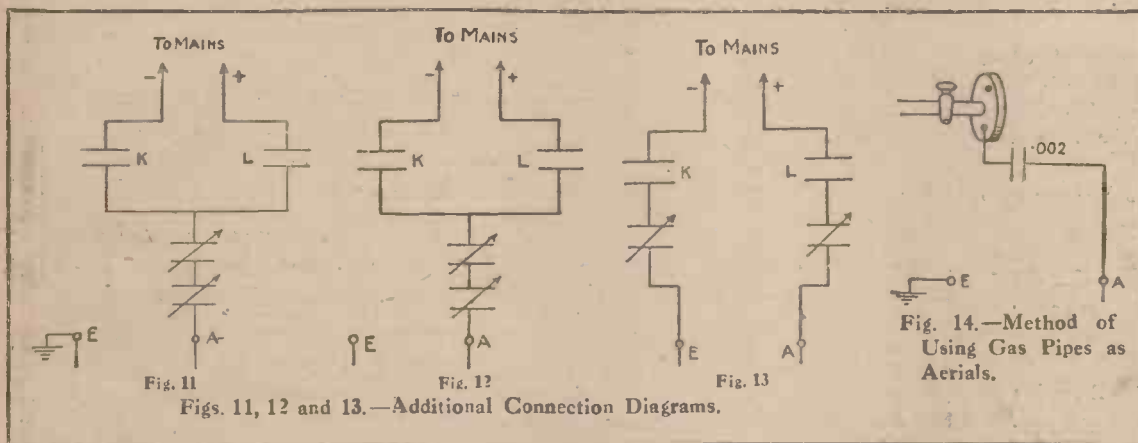 To MAINS
- +
K L
E A
Fig. 11
To MAINS
- +
K L
E A
Fig. 12
To MAINS
- +
K L
E A
Fig. 13
.002
E A
Fig. 14.—Method of
Using Gas Pipes as
Aerials.
Figs. 11, 12 and 13.—Additional Connection Diagrams.